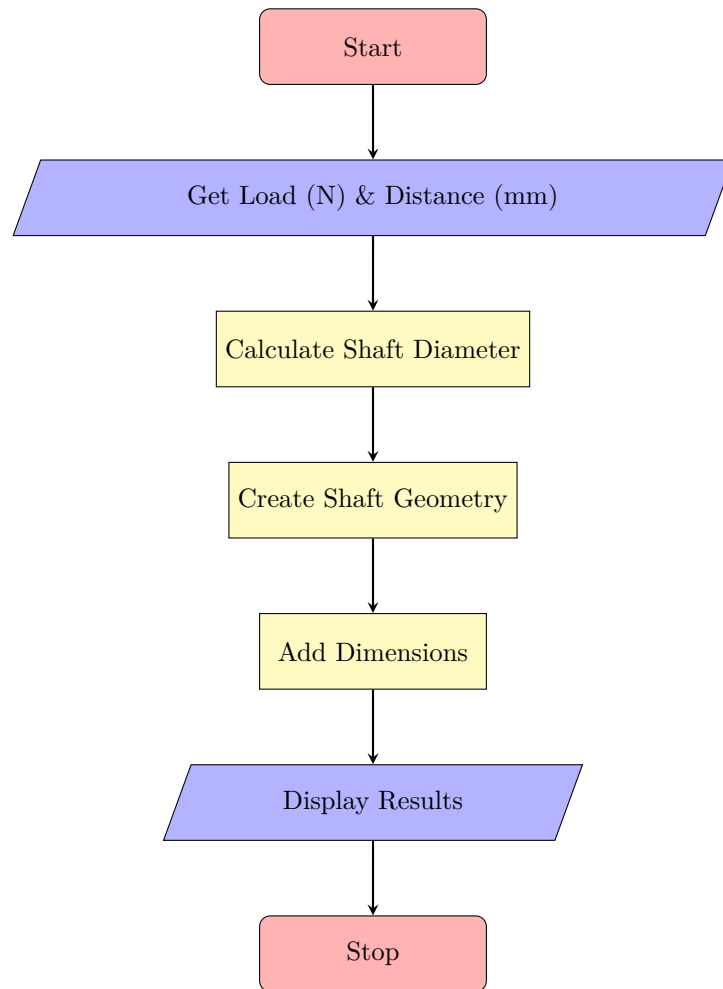 Start
Get Load (N) & Distance (mm)
Calculate Shaft Diameter
Create Shaft Geometry
Add Dimensions
Display Results
Stop